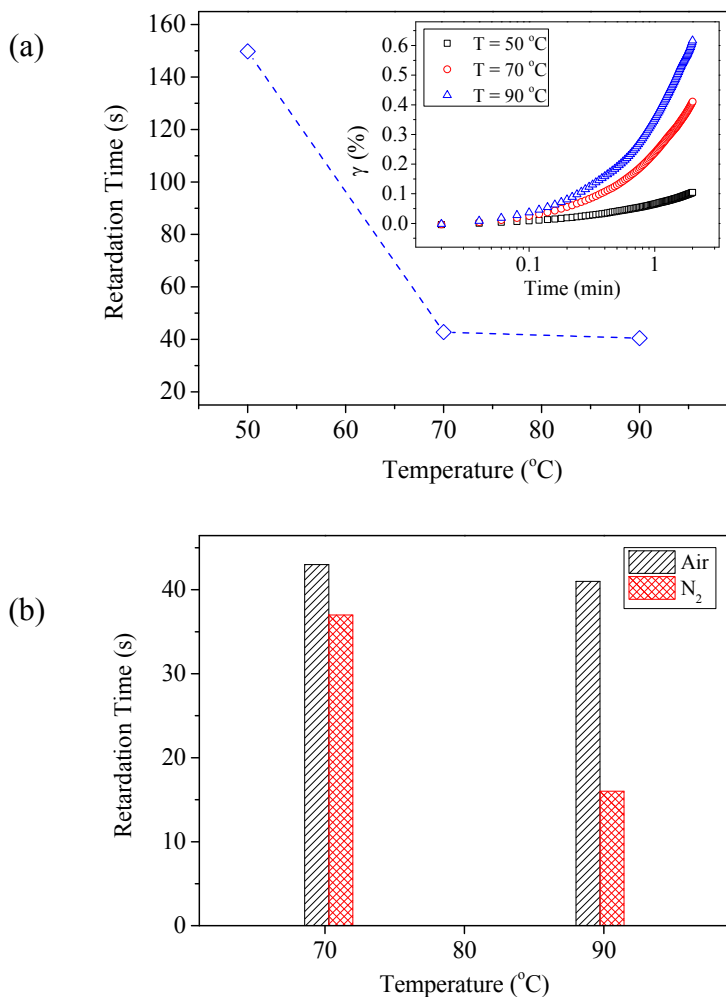 (a)
160
140
120
100
80
60
40
20
Retardation Time (s)
50
60
70
80
90
Temperature (°C)
T = 50 °C
T = 70 °C
T = 90 °C
0.6
0.5
0.4
0.3
0.2
0.1
0.0
γ (%)
0.1
1
Time (min)
(b)
40
30
20
10
0
Retardation Time (s)
Air
N₂
70
80
90
Temperature (°C)